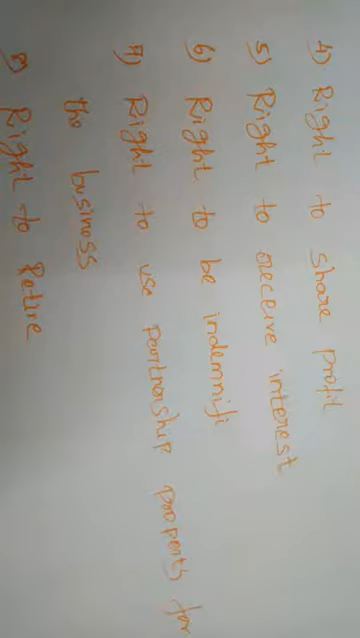 4) Right to share profit
5) Right to receive interest
6) Right to be indemnifi
7) Right to use partnership property for
the business
8) Right to Retire